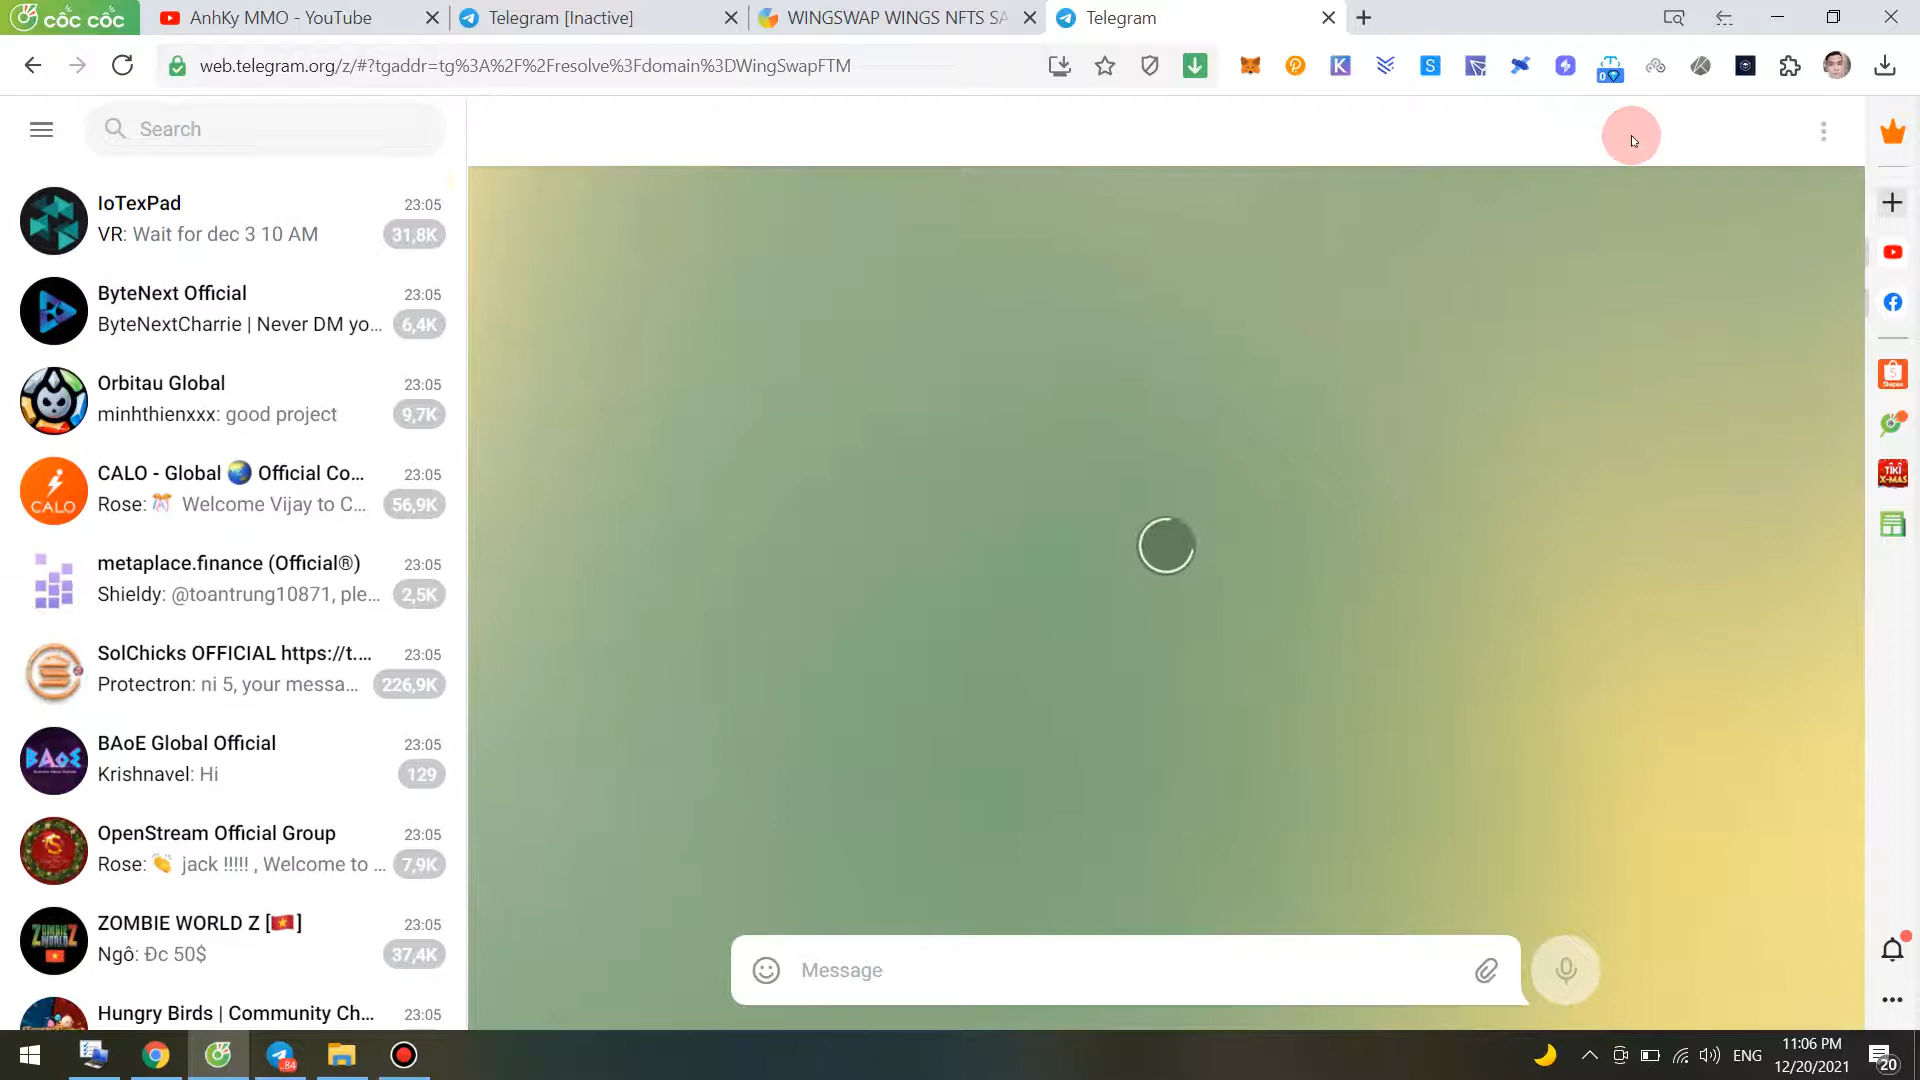 cốc cốc
AnhKy MMO - YouTube
Telegram [Inactive]
WINGSWAP WINGS NFTS SA
Telegram
web.telegram.org/z/#?tgaddr=tg%3A%2F%2Fresolve%3Fdomain%3DWingSwapFTM
Search
IoTexPad
23:05
VR: Wait for dec 3 10 AM
31,8K
ByteNext Official
23:05
ByteNextCharrie | Never DM yo...
6,4K
Orbitau Global
23:05
minhthienxxx: good project
9,7K
CALO - Global 🌏 Official Co...
23:05
Rose: 🎊 Welcome Vijay to C...
56,9K
CALO
metaplace.finance (Official®)
23:05
Shieldy: @toantrung10871, ple...
2,5K
SolChicks OFFICIAL https://t....
23:05
Protectron: ni 5, your messa...
226,9K
BAoE Global Official
23:05
Krishnavel: Hi
129
BAoE
OpenStream Official Group
23:05
Rose: 👏 jack !!!!! , Welcome to ...
7,9K
ZOMBIE WORLD Z [🇻🇳]
23:05
Ngô: Đc 50$
37,4K
Hungry Birds | Community Ch...
23:05
Message
Shopee
TIKI
X-MAS
84
ENG
11:06 PM
12/20/2021
20